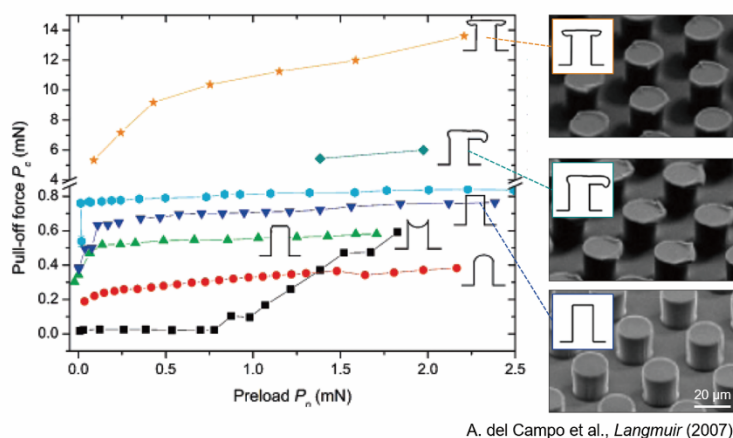 14
12
10
8
6
4
0.8
0.6
0.4
0.2
0.0
Pull-off force Pc (mN)
0.0 0.5 1.0 1.5 2.0 2.5
Preload Pp (mN)
20 µm
A. del Campo et al., Langmuir (2007)